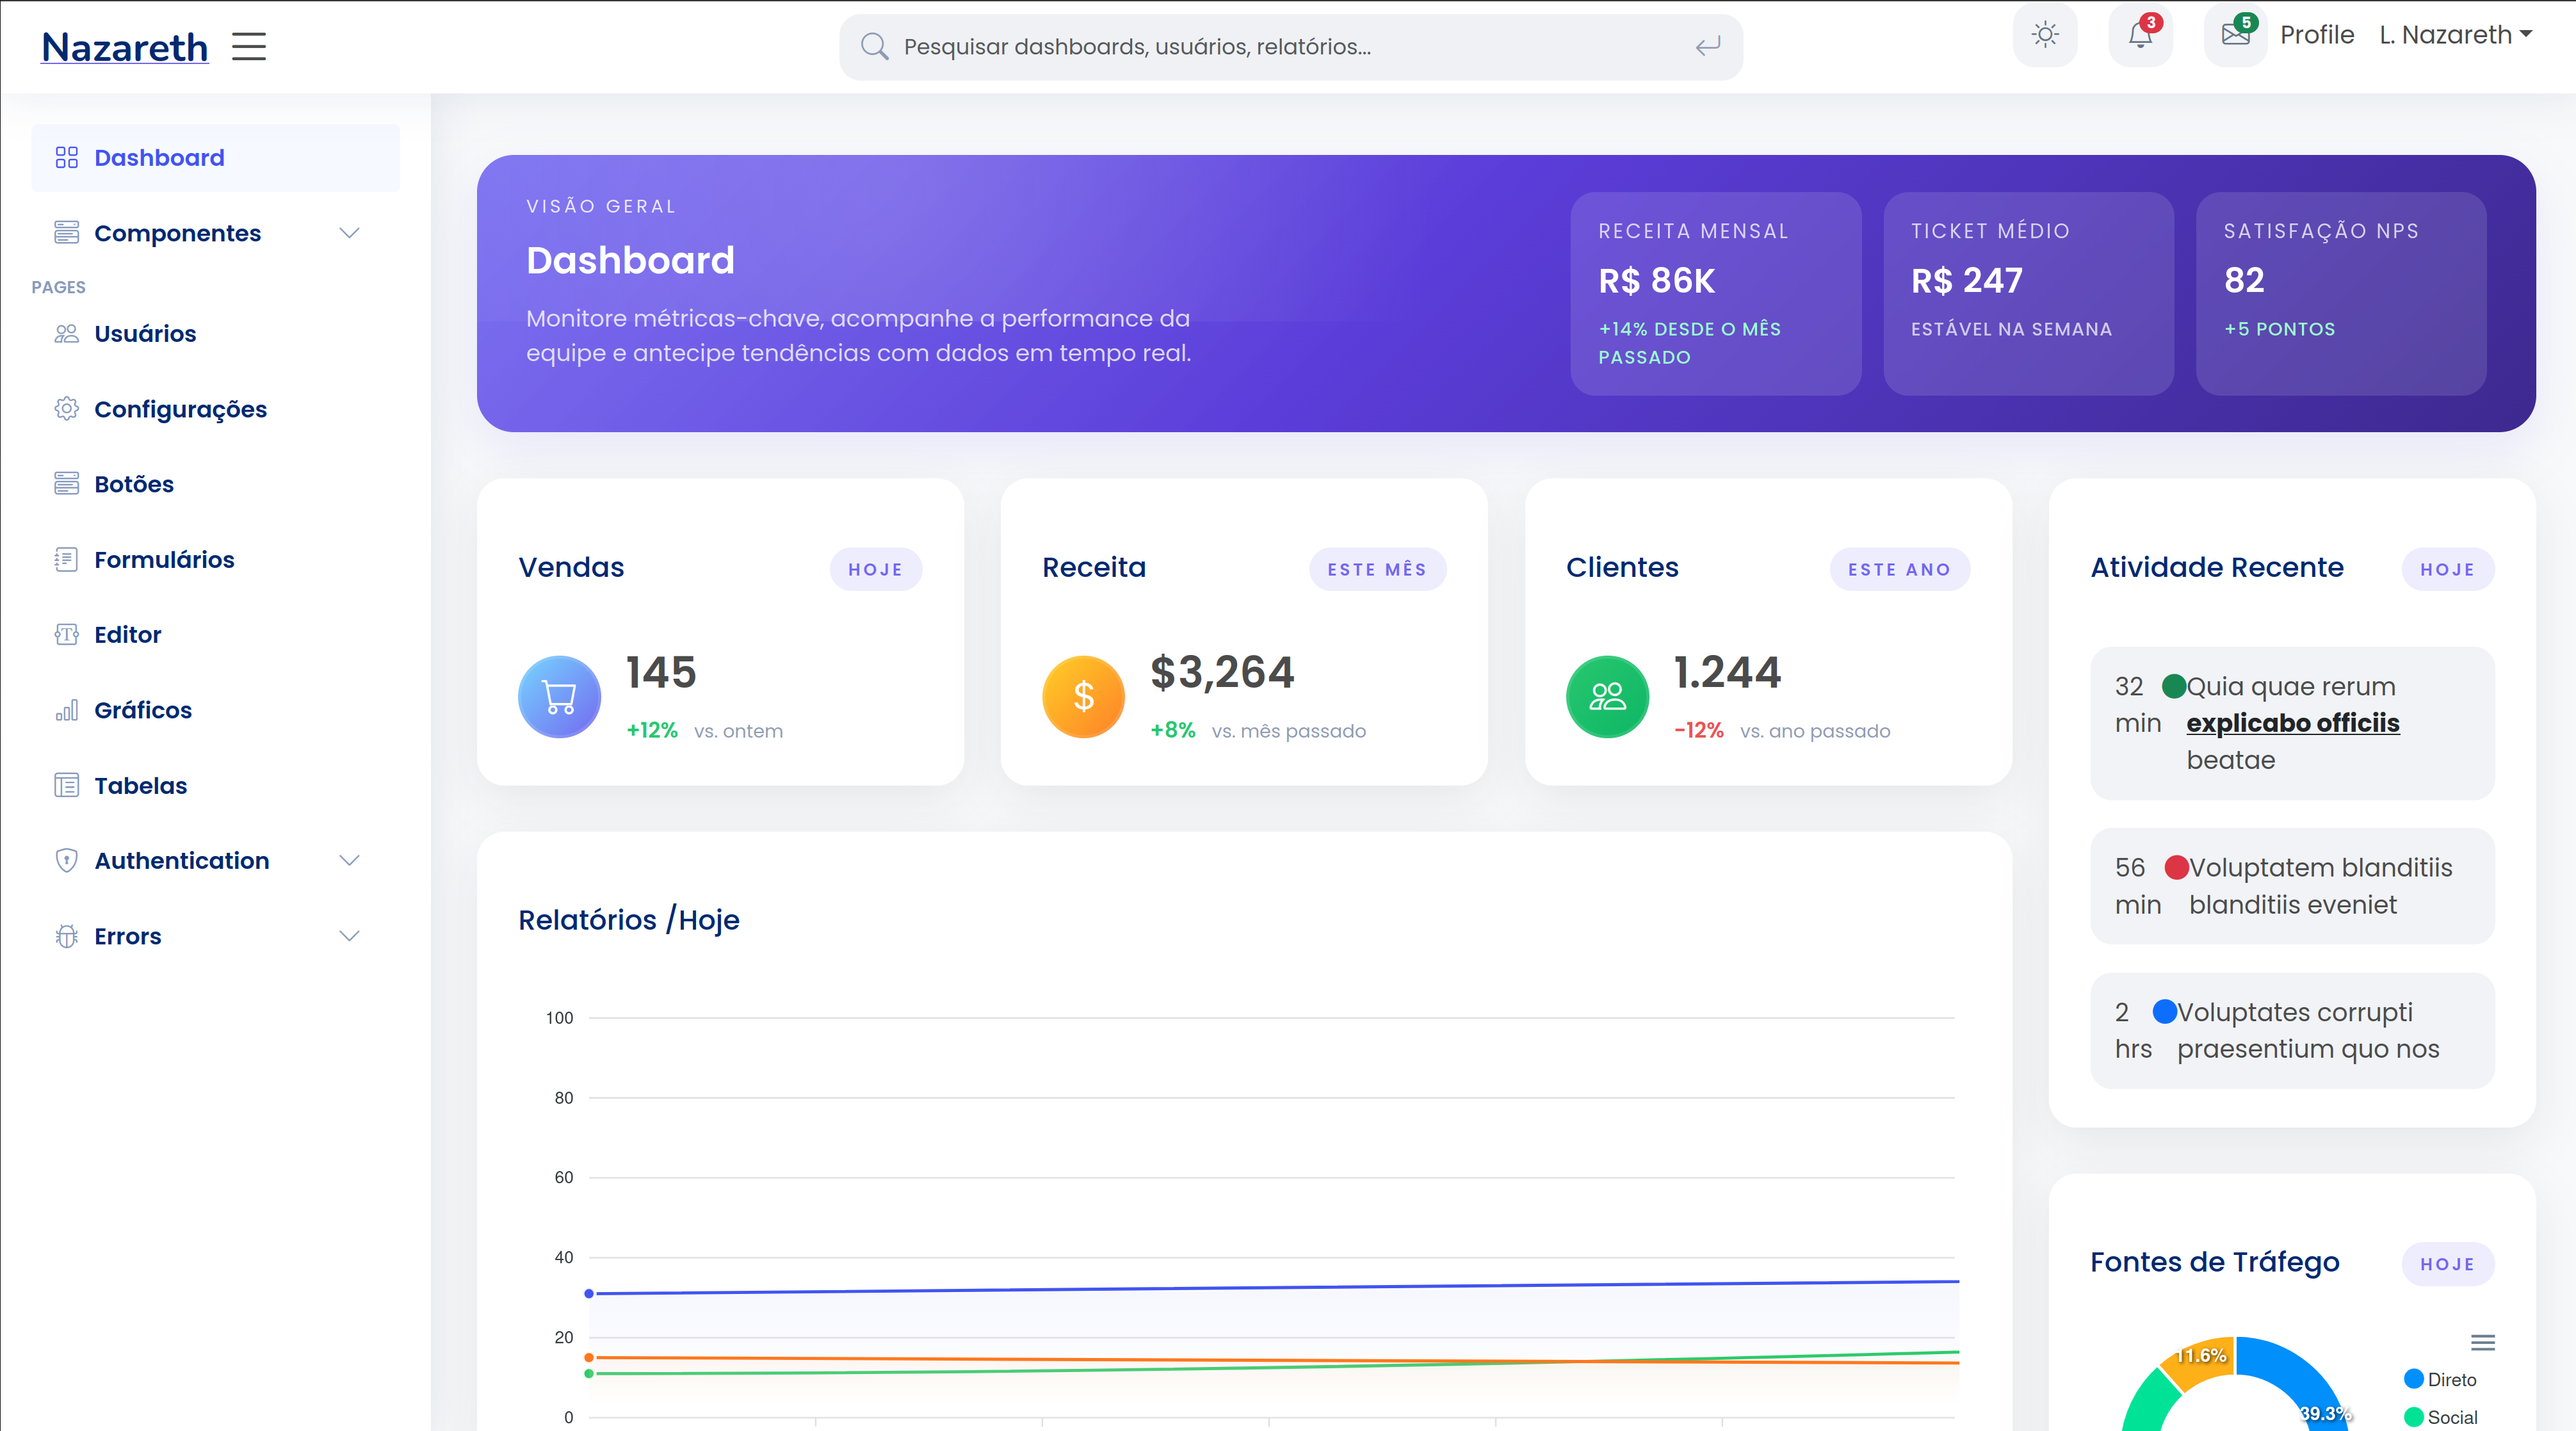 Nazareth
Pesquisar dashboards, usuários, relatórios...
3
5
Profile
L. Nazareth
Dashboard
Componentes
PAGES
Usuários
Configurações
Botões
Formulários
Editor
Gráficos
Tabelas
Authentication
Errors
VISÃO GERAL
Dashboard
Monitore métricas-chave, acompanhe a performance da
equipe e antecipe tendências com dados em tempo real.
RECEITA MENSAL
R$ 86K
+14% DESDE O MÊS
PASSADO
TICKET MÉDIO
R$ 247
ESTÁVEL NA SEMANA
SATISFAÇÃO NPS
82
+5 PONTOS
Vendas
HOJE
145
+12% vs. ontem
Receita
ESTE MÊS
$
$3,264
+8% vs. mês passado
Clientes
ESTE ANO
1.244
-12% vs. ano passado
Atividade Recente
HOJE
32
min
Quia quae rerum
explicabo officiis
beatae
56
min
Voluptatem blanditiis
blanditiis eveniet
2
hrs
Voluptates corrupti
praesentium quo nos
Relatórios /Hoje
100
80
60
40
20
0
Fontes de Tráfego
HOJE
11.6%
39.3%
Direto
Social